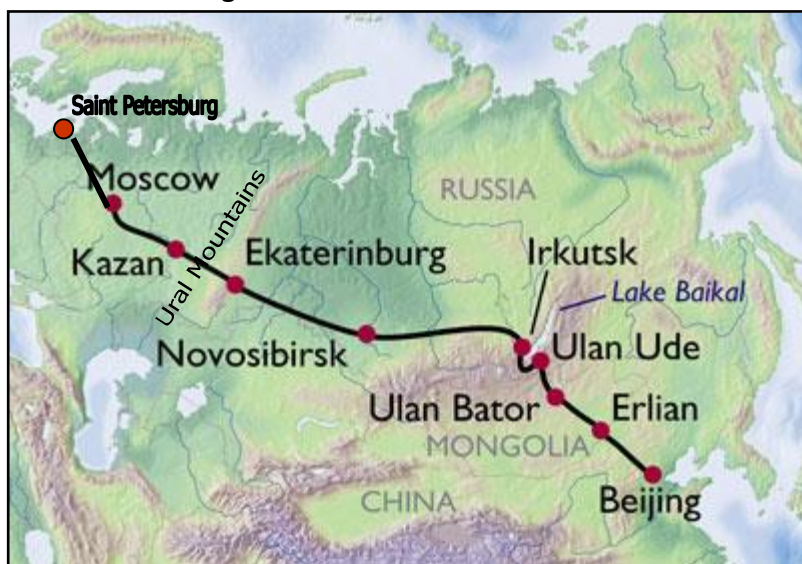 Saint Petersburg
Moscow
RUSSIA
Kazan
Ural Mountains
Ekaterinburg
Irkutsk
Lake Baikal
Novosibirsk
Ulan Ude
Ulan Bator
Erlian
MONGOLIA
CHINA
Beijing